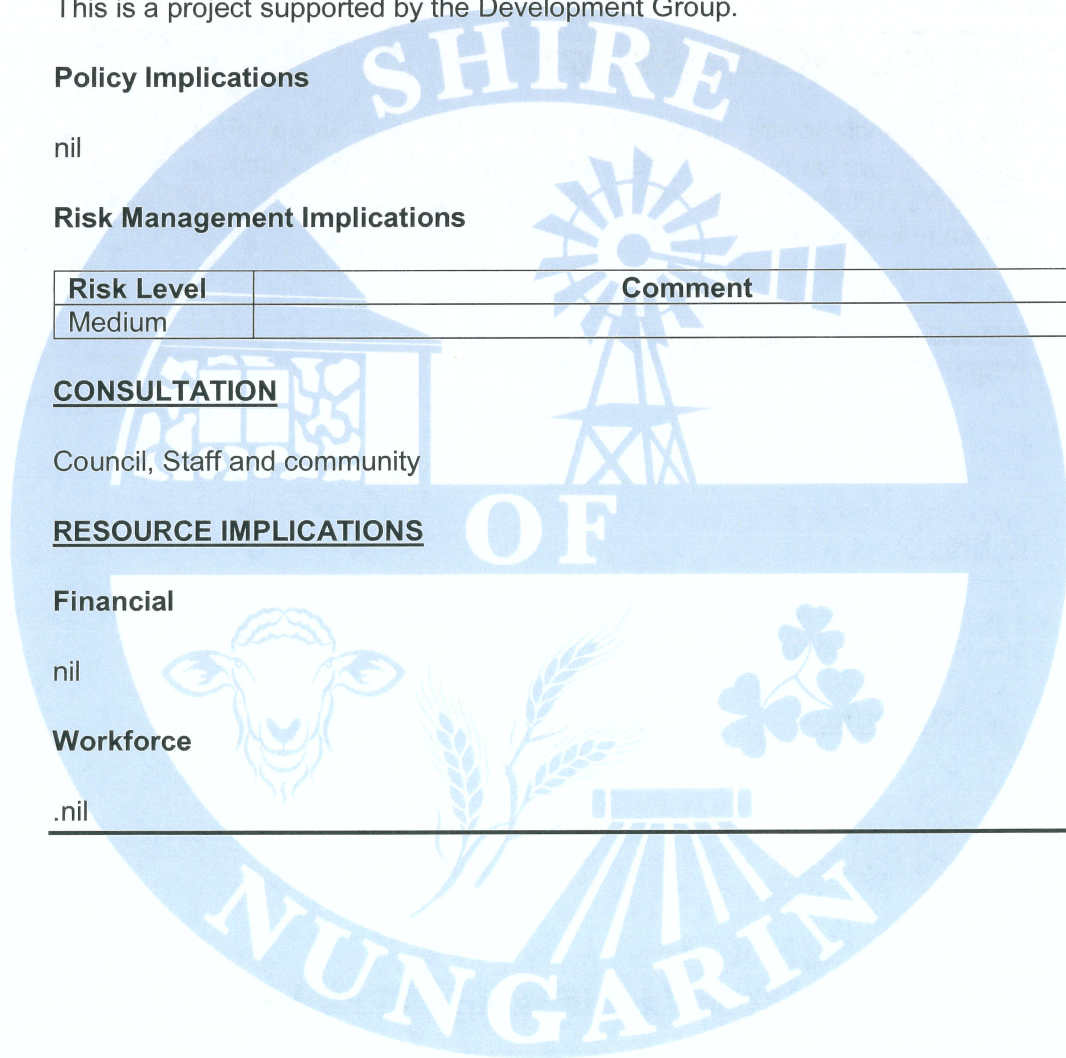 This is a project supported by the Development Group.
SHIRE
Policy Implications
nil
Risk Management Implications
Risk Level Comment
Medium
CONSULTATION
Council, Staff and community
RESOURCE IMPLICATIONS
OF
Financial
nil
Workforce
.nil
NUNGARIN